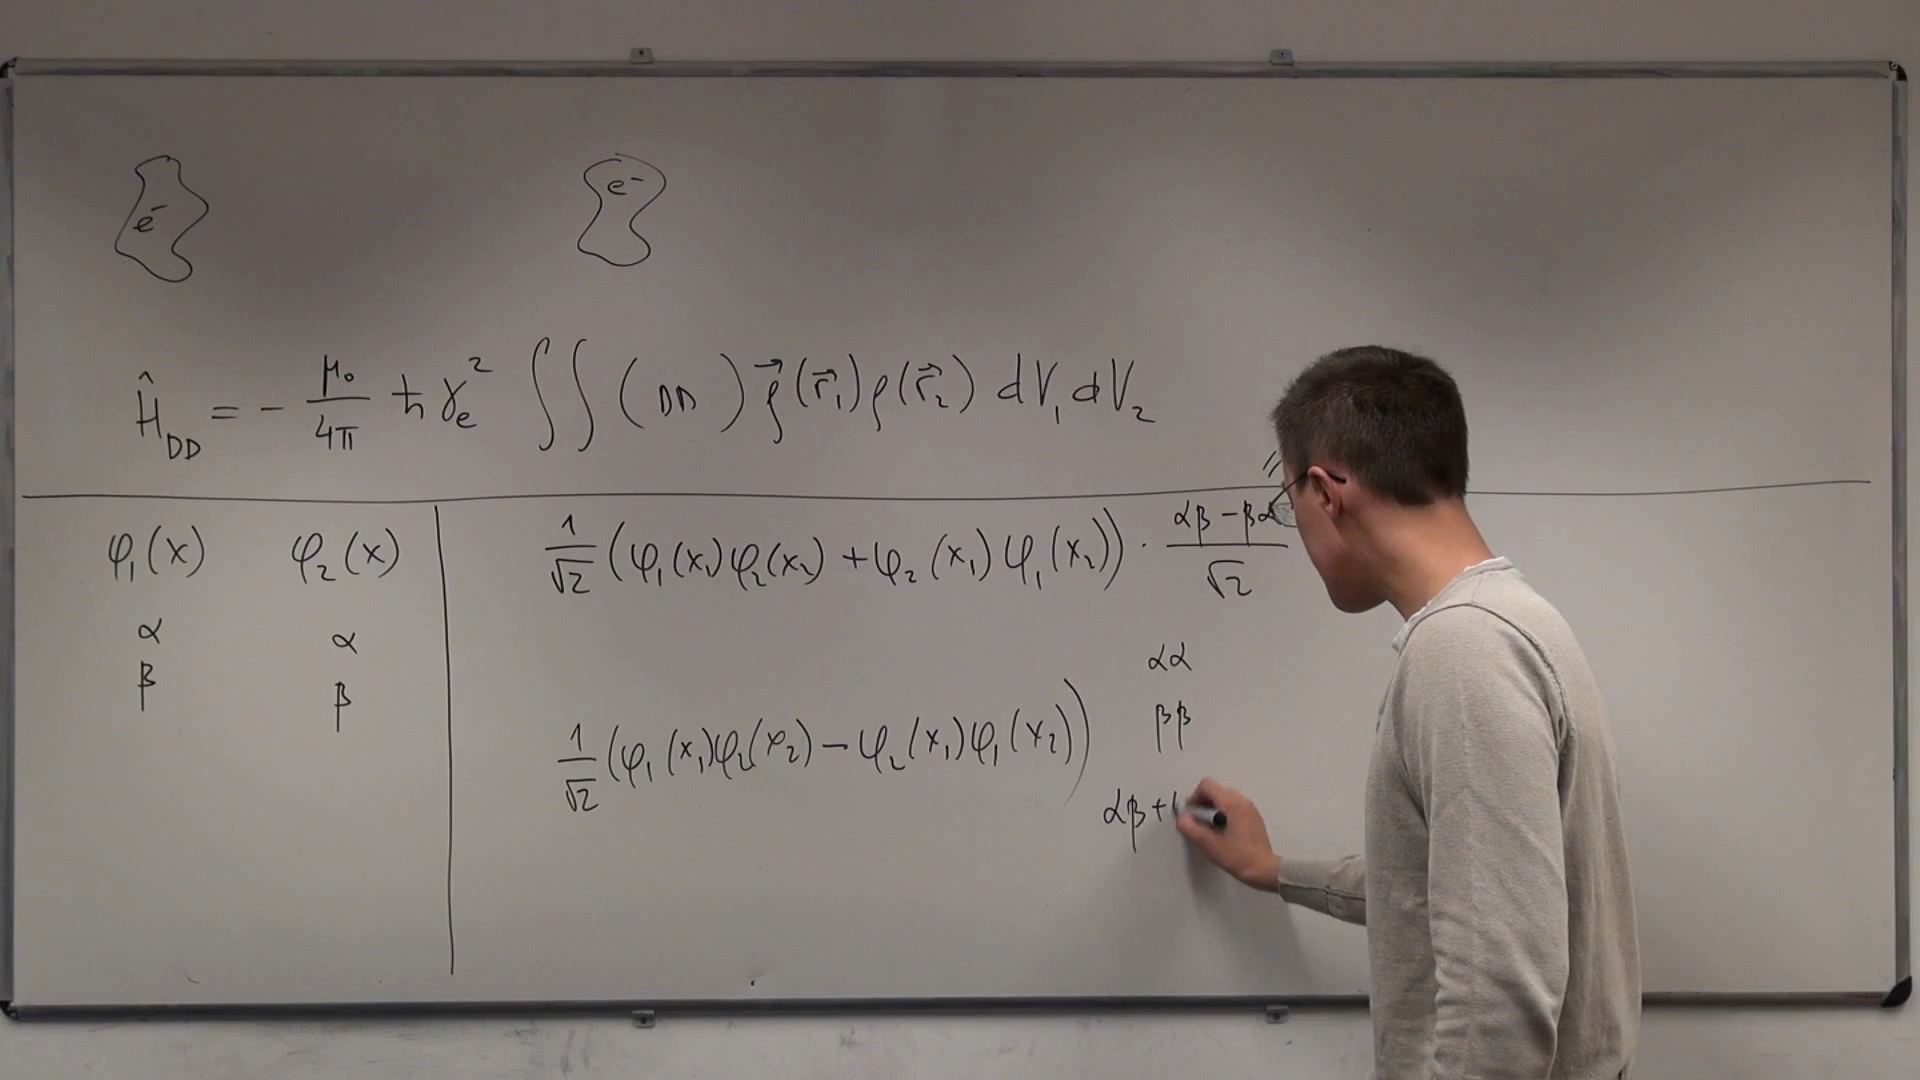 e⁻ e⁻
Ĥ_DD = - μ₀/4π ħ γₑ² ∫∫ (DD) ρ⃗(r⃗₁) ρ(r⃗₂) dV₁ dV₂
φ₁(x) φ₂(x) 1/√2 (φ₁(x₁)φ₂(x₂) + φ₂(x₁)φ₁(x₂)) · αβ - βα/√2
α α αα
β β ββ
1/√2 (φ₁(x₁)φ₂(x₂) - φ₂(x₁)φ₁(x₂))
αβ +